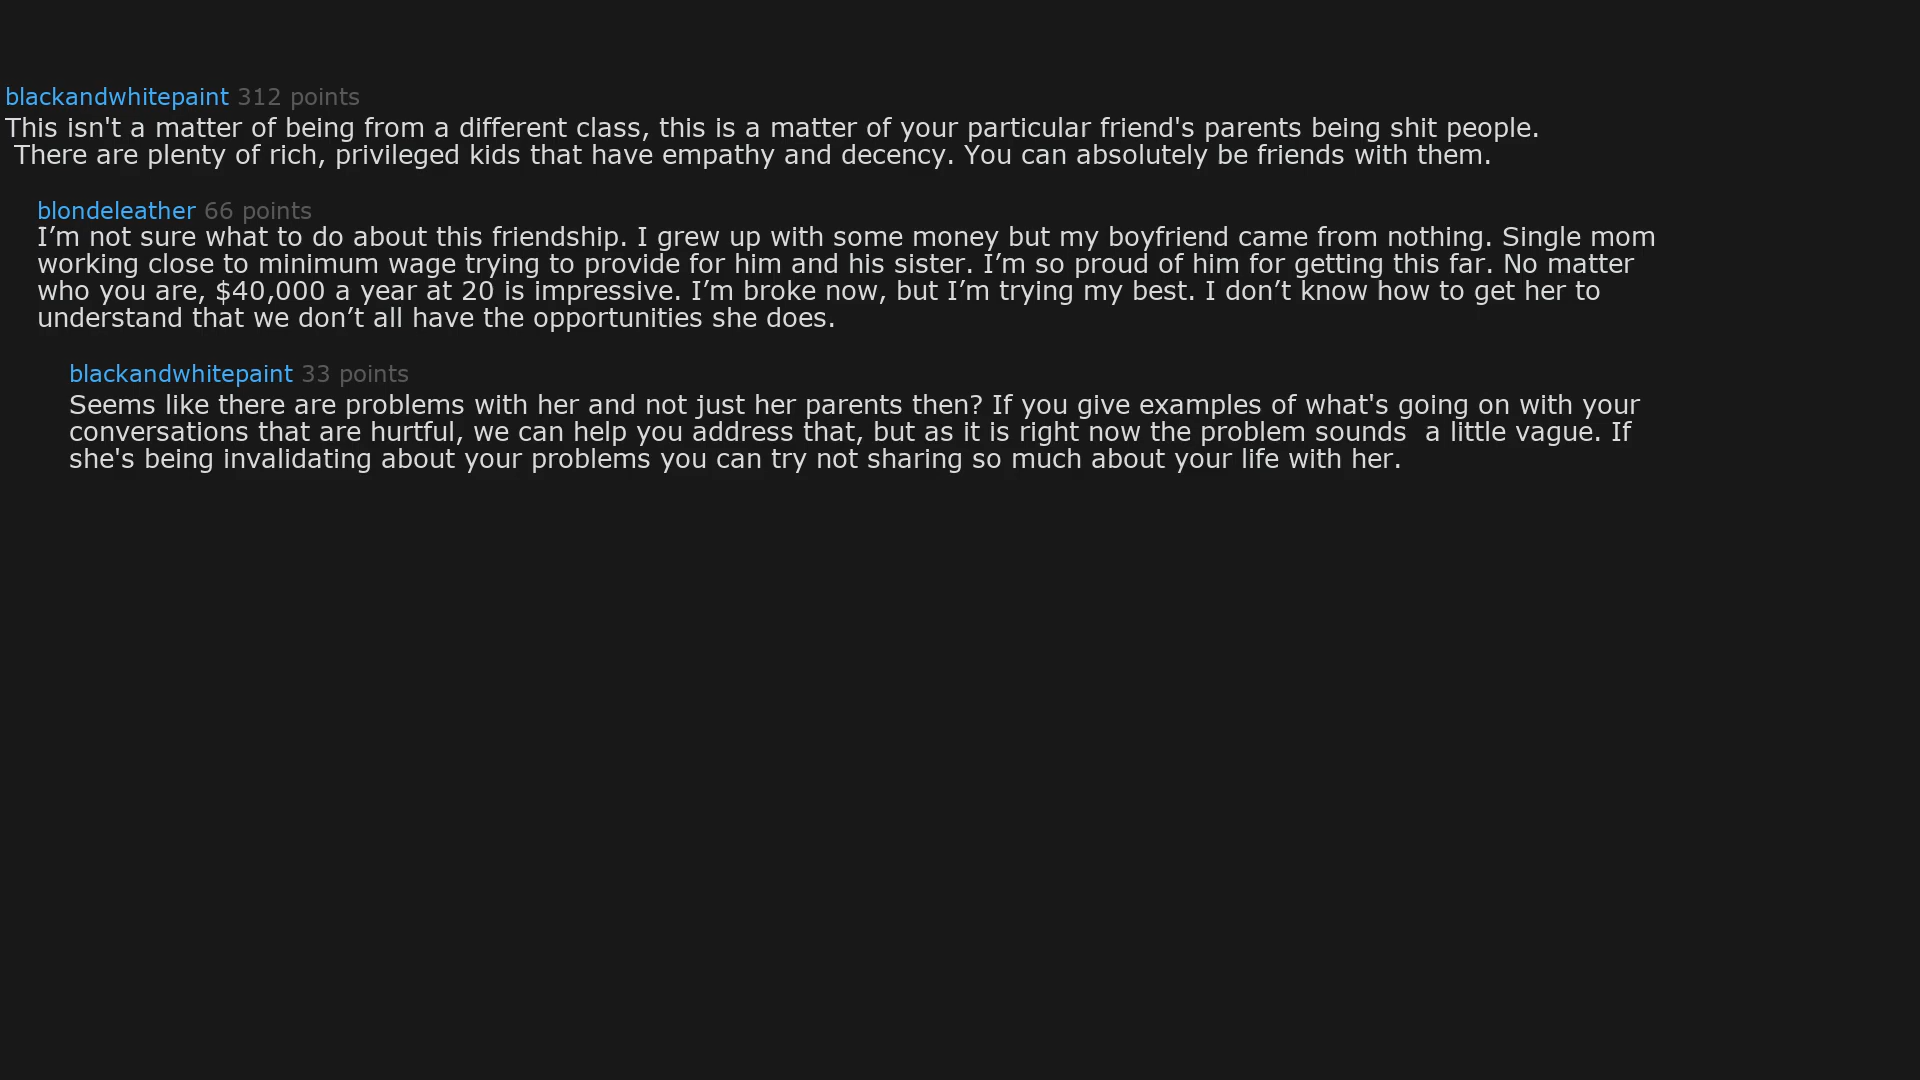 blackandwhitepaint 312 points
This isn't a matter of being from a different class, this is a matter of your particular friend's parents being shit people.
There are plenty of rich, privileged kids that have empathy and decency. You can absolutely be friends with them.
blondeleather 66 points
I’m not sure what to do about this friendship. I grew up with some money but my boyfriend came from nothing. Single mom
working close to minimum wage trying to provide for him and his sister. I’m so proud of him for getting this far. No matter
who you are, $40,000 a year at 20 is impressive. I’m broke now, but I’m trying my best. I don’t know how to get her to
understand that we don’t all have the opportunities she does.
blackandwhitepaint 33 points
Seems like there are problems with her and not just her parents then? If you give examples of what's going on with your
conversations that are hurtful, we can help you address that, but as it is right now the problem sounds  a little vague. If
she's being invalidating about your problems you can try not sharing so much about your life with her.